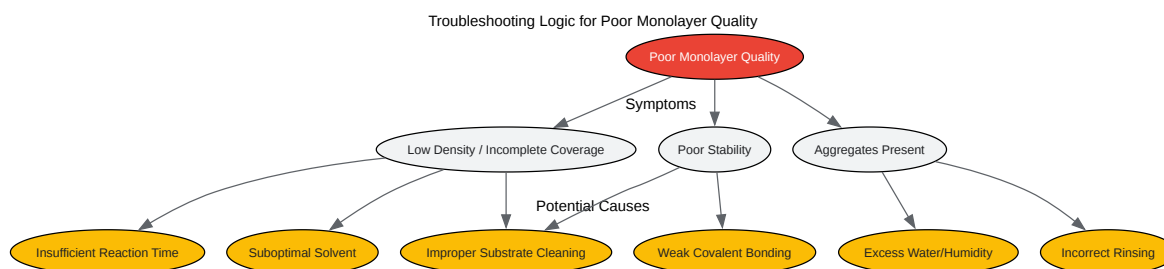 Troubleshooting Logic for Poor Monolayer Quality
Poor Monolayer Quality
Symptoms
Low Density / Incomplete Coverage
Poor Stability
Aggregates Present
Potential Causes
Insufficient Reaction Time
Suboptimal Solvent
Improper Substrate Cleaning
Weak Covalent Bonding
Excess Water/Humidity
Incorrect Rinsing